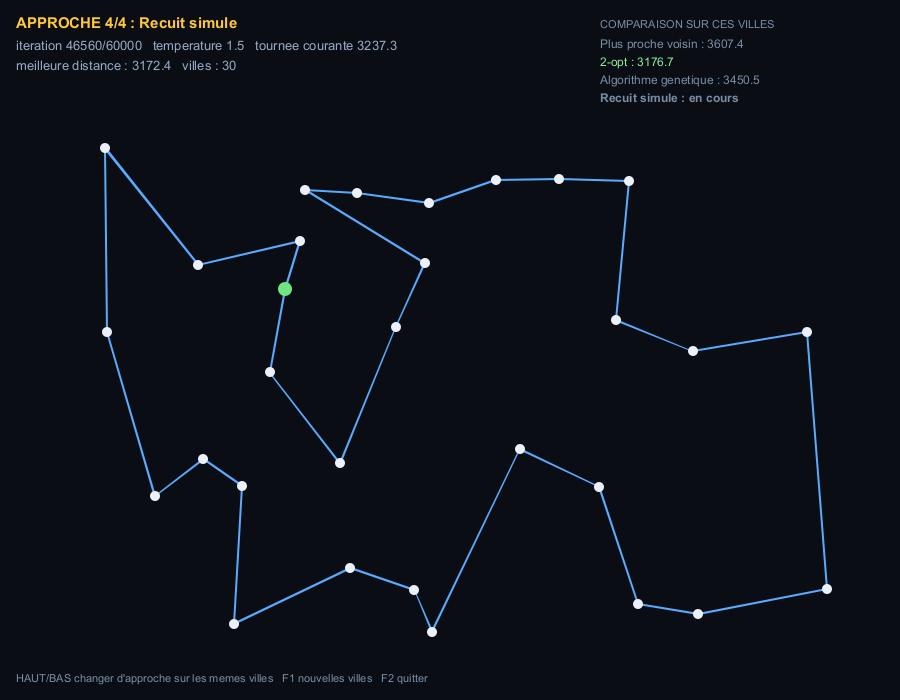 APPROCHE 4/4 : Recuit simule
iteration 46560/60000   temperature 1.5   tournee courante 3237.3
meilleure distance : 3172.4   villes : 30
COMPARAISON SUR CES VILLES
Plus proche voisin : 3607.4
2-opt : 3176.7
Algorithme genetique : 3450.5
Recuit simule : en cours
HAUT/BAS changer d'approche sur les memes villes   F1 nouvelles villes   F2 quitter